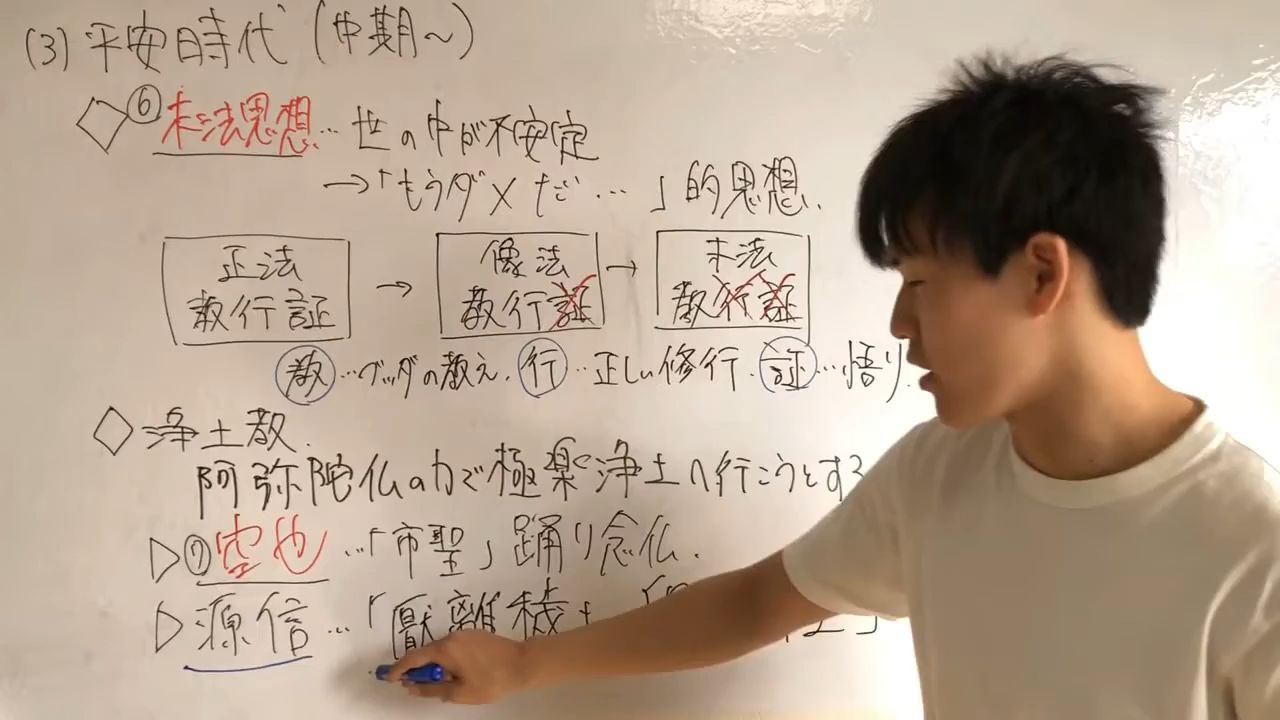 (3) 平安時代 (中期〜)
◇⑥末法思想… 世の中が不安定
→「もうダメだ…」的思想.
正法 → 像法 → 末法
教行証 教行証 教行証
教…ブッダの教え. 行…正しい修行. 証…悟り.
◇浄土教.
阿弥陀仏の力で極楽浄土へ行こうとする
▷⑦空也…「市聖」踊り念仏.
▷源信…「厭離穢土